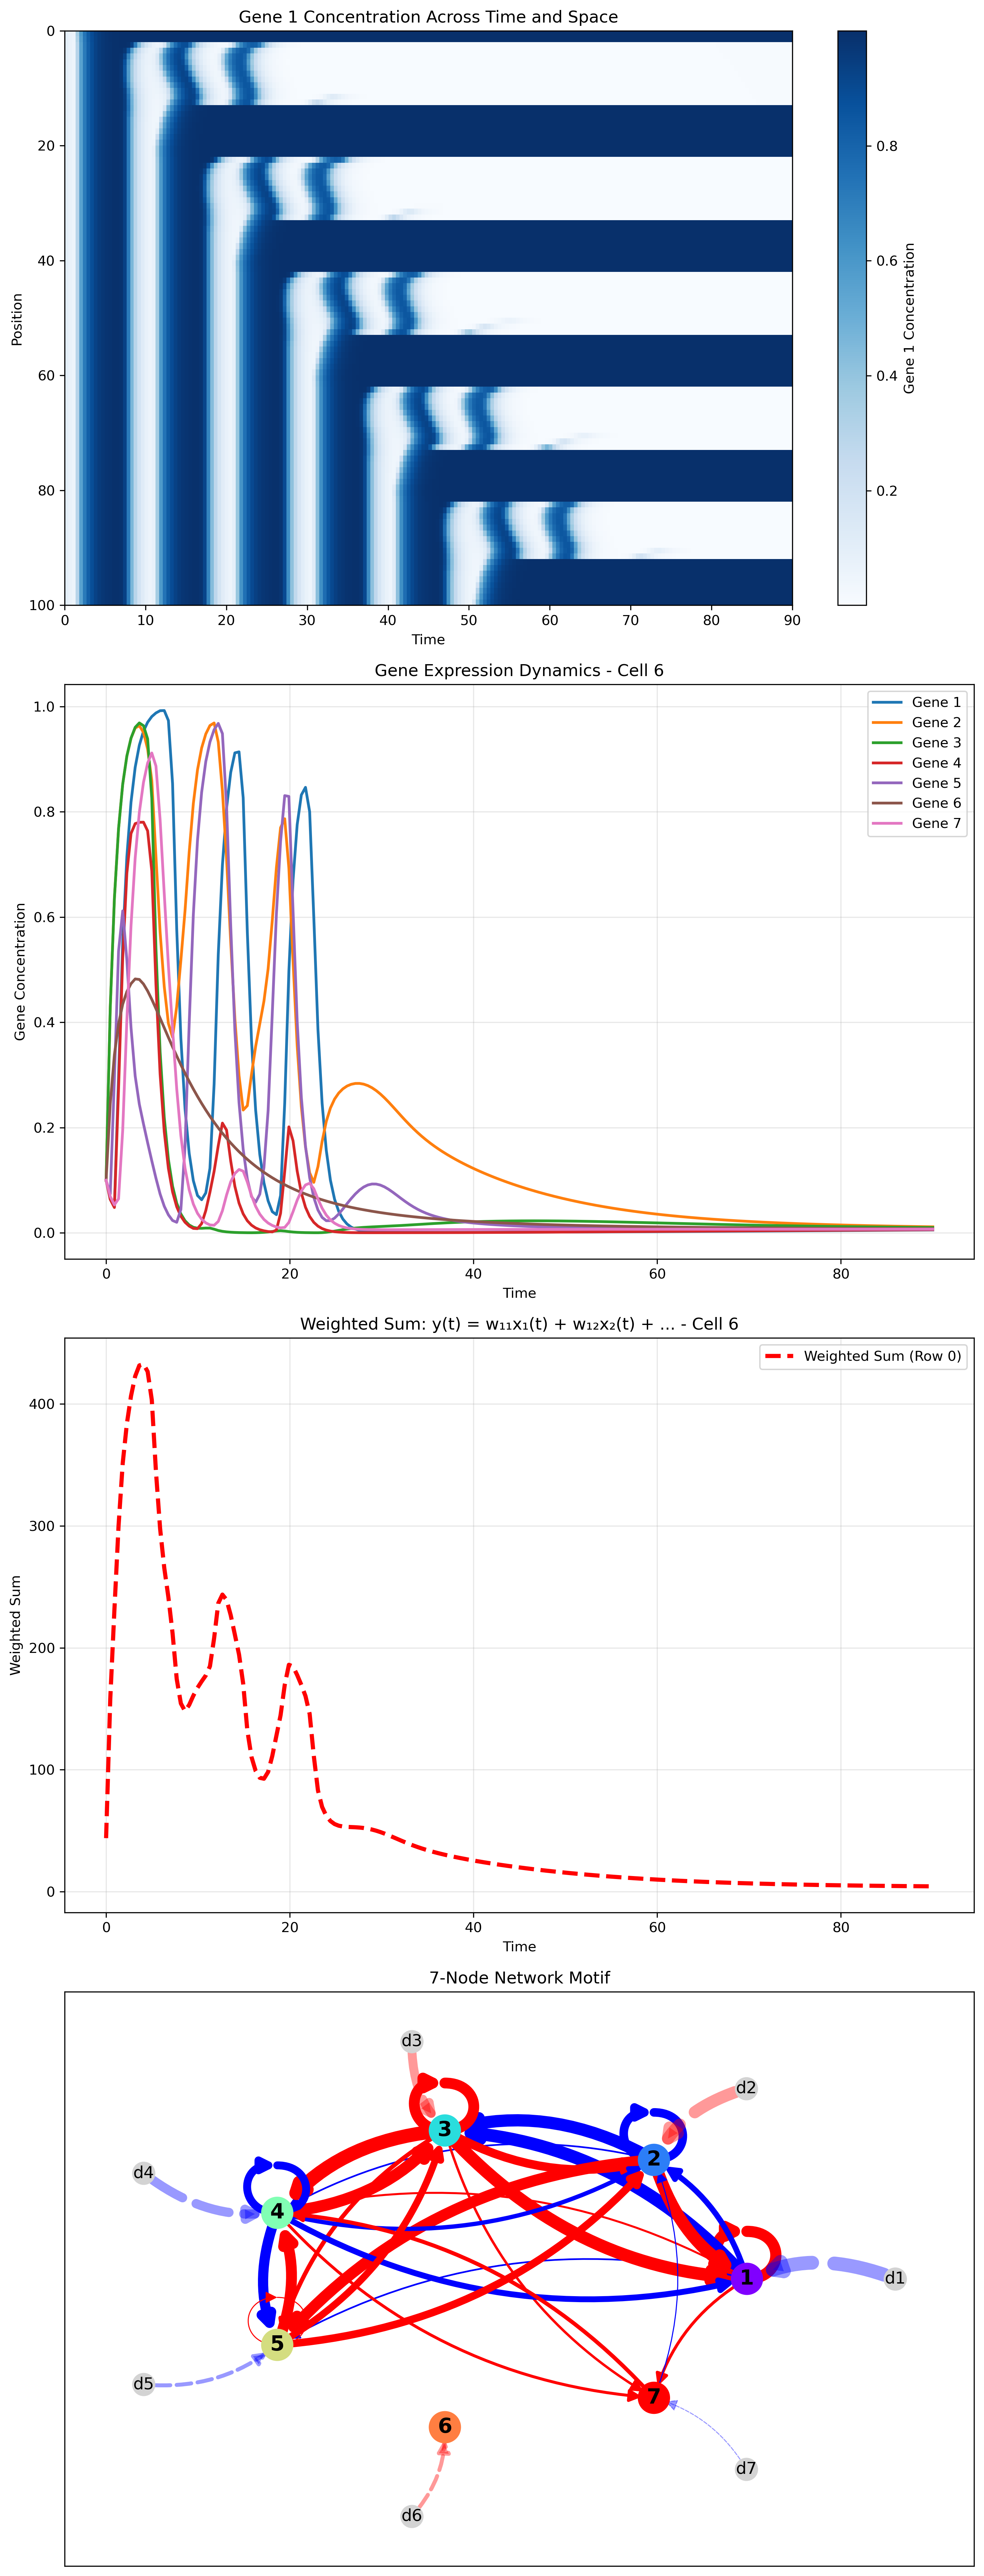 Gene 1 Concentration Across Time and Space
0
20
40
60
80
100
Position
0 10 20 30 40 50 60 70 80 90
Time
0.8
0.6
0.4
0.2
Gene 1 Concentration
Gene Expression Dynamics - Cell 6
1.0
0.8
0.6
0.4
0.2
0.0
Gene Concentration
Gene 1
Gene 2
Gene 3
Gene 4
Gene 5
Gene 6
Gene 7
0 20 40 60 80
Time
Weighted Sum: y(t) = w₁₁x₁(t) + w₁₂x₂(t) + ... - Cell 6
Weighted Sum (Row 0)
400
300
200
100
0
Weighted Sum
0 20 40 60 80
Time
7-Node Network Motif
d3
d2
3
2
d4
4
1
d1
5
d5
7
6
d7
d6